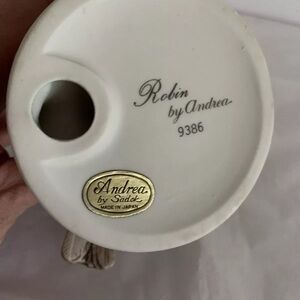 Robin
by Andrea
9386
Andrea
by Sadek
MADE IN JAPAN